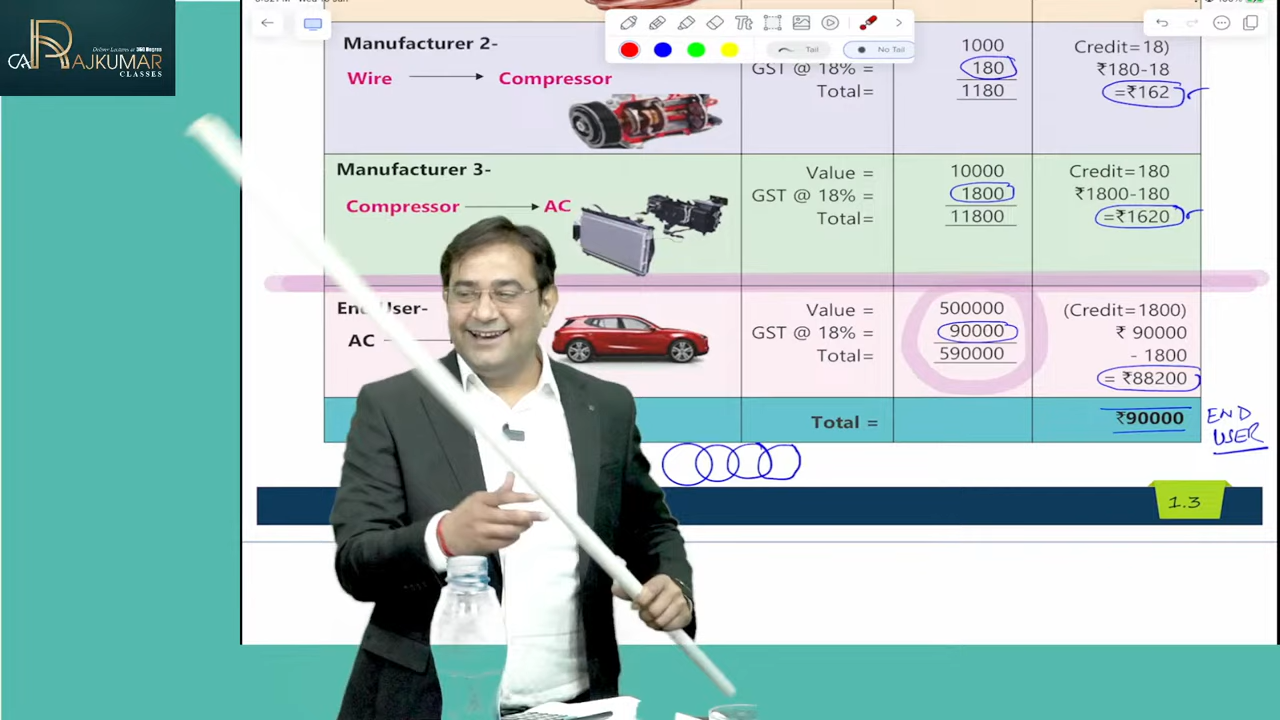 Deliver Lectures at 360 Degree
CA RAJKUMAR
CLASSES
Tt
Tail
No Tail
Manufacturer 2-
Wire
Compressor
1000
GST @ 18% =
180
Total=
1180
Credit=18)
₹180-18
=₹162
Manufacturer 3-
Compressor
AC
Value =
10000
GST @ 18% =
1800
Total=
11800
Credit=180
₹1800-180
=₹1620
End User-
AC
Value =
500000
GST @ 18% =
90000
Total=
590000
(Credit=1800)
₹ 90000
- 1800
= ₹88200
Total =
₹90000
END
USER
1.3